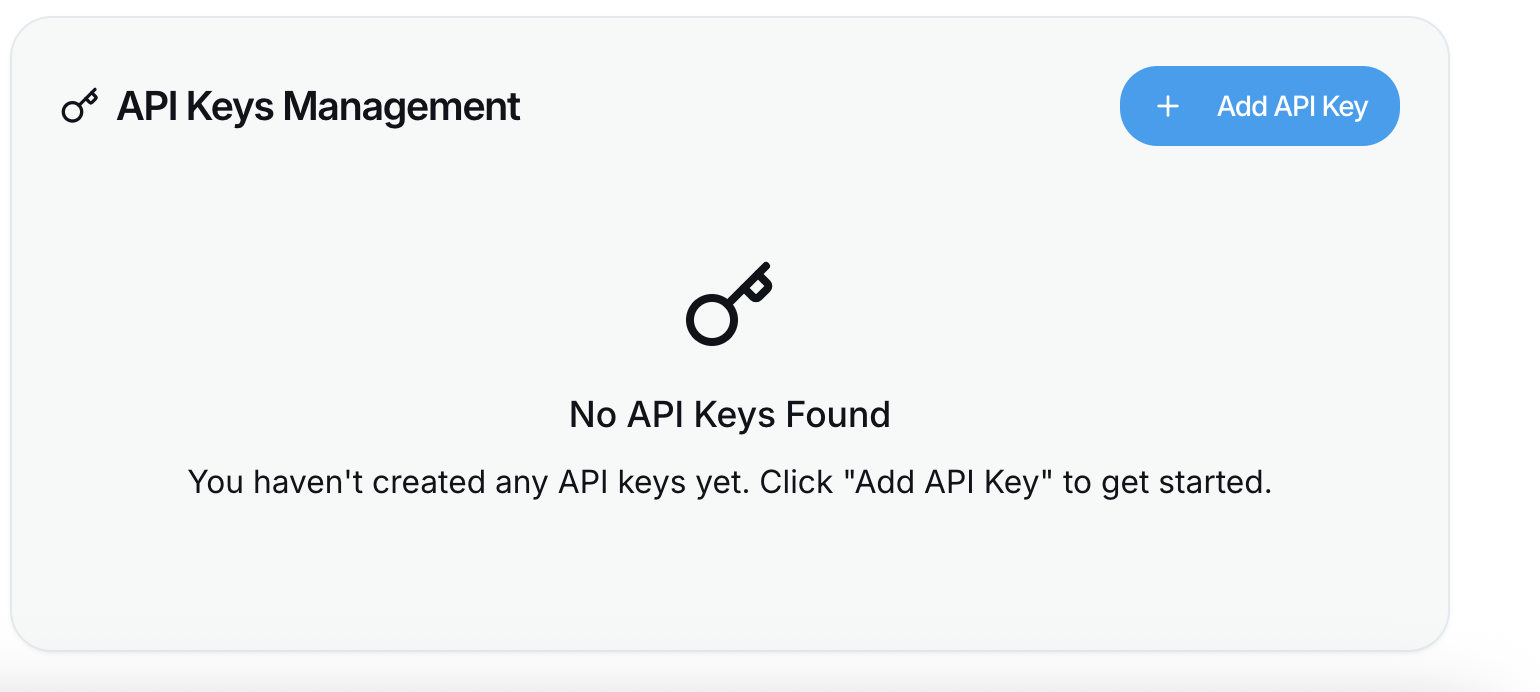 API Keys Management
Add API Key
No API Keys Found
You haven't created any API keys yet. Click "Add API Key" to get started.